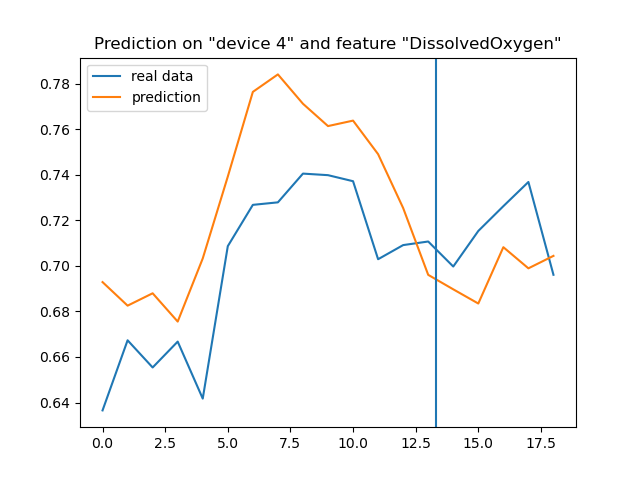 Prediction on "device 4" and feature "DissolvedOxygen"
real data
prediction
0.78
0.76
0.74
0.72
0.70
0.68
0.66
0.64
0.0 2.5 5.0 7.5 10.0 12.5 15.0 17.5